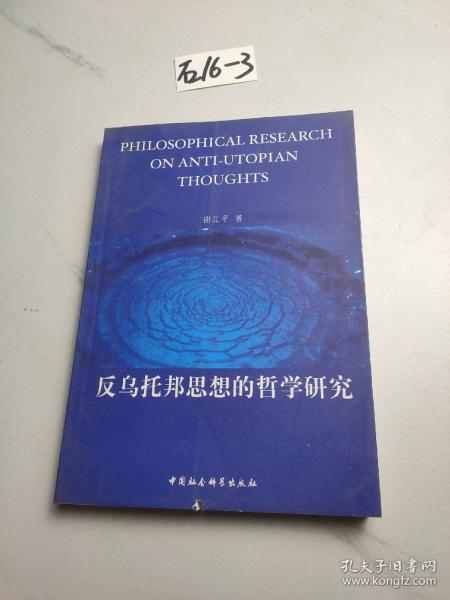 石16-3
PHILOSOPHICAL RESEARCH
ON ANTI-UTOPIAN
THOUGHTS
谢江平 著
反乌托邦思想的哲学研究
中国社会科学出版社
孔夫子旧书网
www.kongfz.com